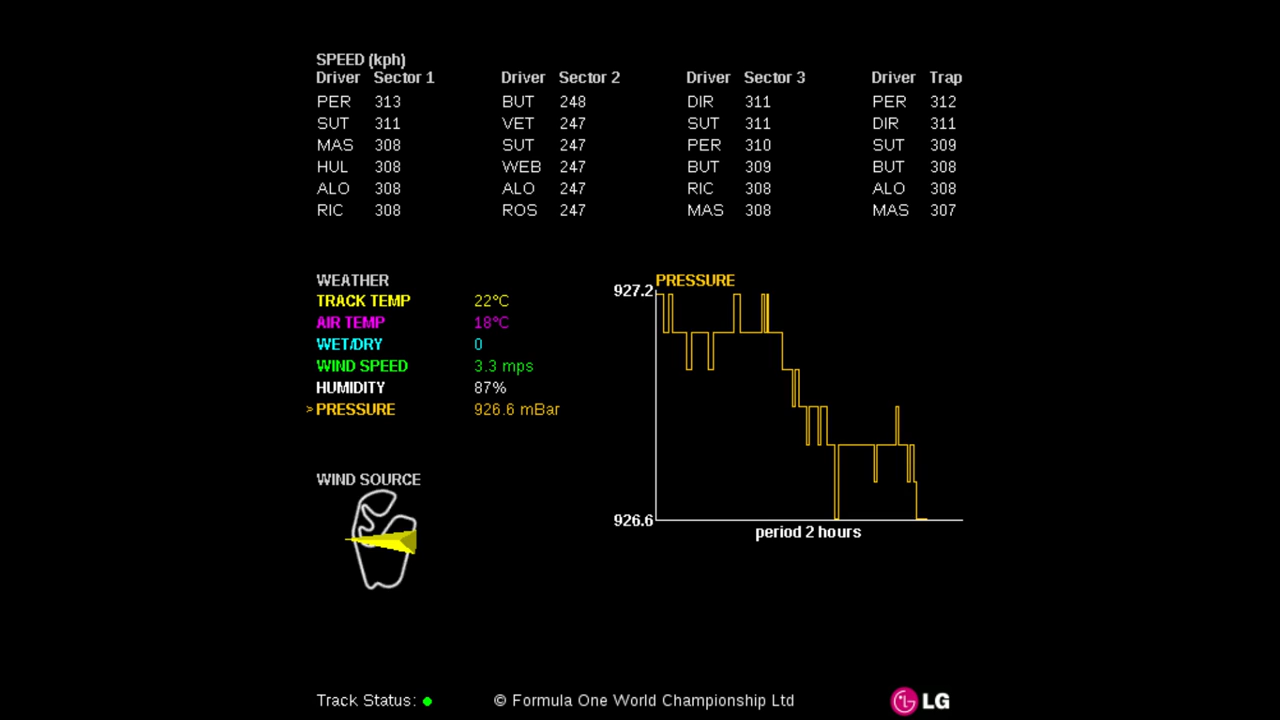 SPEED (kph)
Driver Sector 1 Driver Sector 2 Driver Sector 3 Driver Trap
PER 313 BUT 248 DIR 311 PER 312
SUT 311 VET 247 SUT 311 DIR 311
MAS 308 SUT 247 PER 310 SUT 309
HUL 308 WEB 247 BUT 309 BUT 308
ALO 308 ALO 247 RIC 308 ALO 308
RIC 308 ROS 247 MAS 308 MAS 307
WEATHER PRESSURE
927.2
TRACK TEMP 22°C
AIR TEMP 18°C
WET/DRY 0
WIND SPEED 3.3 mps
HUMIDITY 87%
>PRESSURE 926.6 mBar
WIND SOURCE
926.6
period 2 hours
Track Status: © Formula One World Championship Ltd LG